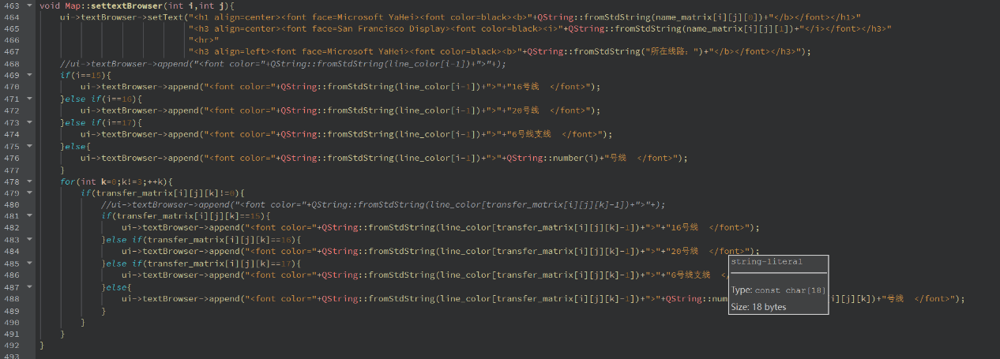 463 void Map::settextBrowser(int i,int j){
464 ui->textBrowser->setText("<h1 align=center><font face=Microsoft YaHei><font color=black><b>"+QString::fromStdString(name_matrix[i][j][0])+"</b></font></h1>"
465 "<h3 align=center><font face=San Francisco Display><font color=black><i>"+QString::fromStdString(name_matrix[i][j][1])+"</i></font></h3>"
466 "<hr>"
467 "<h3 align=left><font face=Microsoft YaHei><font color=black><b>"+QString::fromStdString("所在线路：")+"</b></font></h3>");
468 //ui->textBrowser->append("<font color="+QString::fromStdString(line_color[i-1])+">"+);
469 if(i==15){
470 ui->textBrowser->append("<font color="+QString::fromStdString(line_color[i-1])+">"+"16号线  </font>");
471 }else if(i==16){
472 ui->textBrowser->append("<font color="+QString::fromStdString(line_color[i-1])+">"+"20号线  </font>");
473 }else if(i==17){
474 ui->textBrowser->append("<font color="+QString::fromStdString(line_color[i-1])+">"+"6号线支线  </font>");
475 }else{
476 ui->textBrowser->append("<font color="+QString::fromStdString(line_color[i-1])+">"+QString::number(i)+"号线  </font>");
477 }
478 for(int k=0;k!=3;++k){
479 if(transfer_matrix[i][j][k]!=0){
480 //ui->textBrowser->append("<font color="+QString::fromStdString(line_color[transfer_matrix[i][j][k]-1])+">"+);
481 if(transfer_matrix[i][j][k]==15){
482 ui->textBrowser->append("<font color="+QString::fromStdString(line_color[transfer_matrix[i][j][k]-1])+">"+"16号线  </font>");
483 }else if(transfer_matrix[i][j][k]==16){
484 ui->textBrowser->append("<font color="+QString::fromStdString(line_color[transfer_matrix[i][j][k]-1])+">"+"20号线  </font>");
485 }else if(transfer_matrix[i][j][k]==17){
486 ui->textBrowser->append("<font color="+QString::fromStdString(line_color[transfer_matrix[i][j][k]-1])+">"+"6号线支线  <
487 }else{
488 ui->textBrowser->append("<font color="+QString::fromStdString(line_color[transfer_matrix[i][j][k]-1])+">"+QString::num i][j][k])+"号线  </font>");
489 }
490 }
491 }
492 }
493
string-literal
Type: const char[18]
Size: 18 bytes